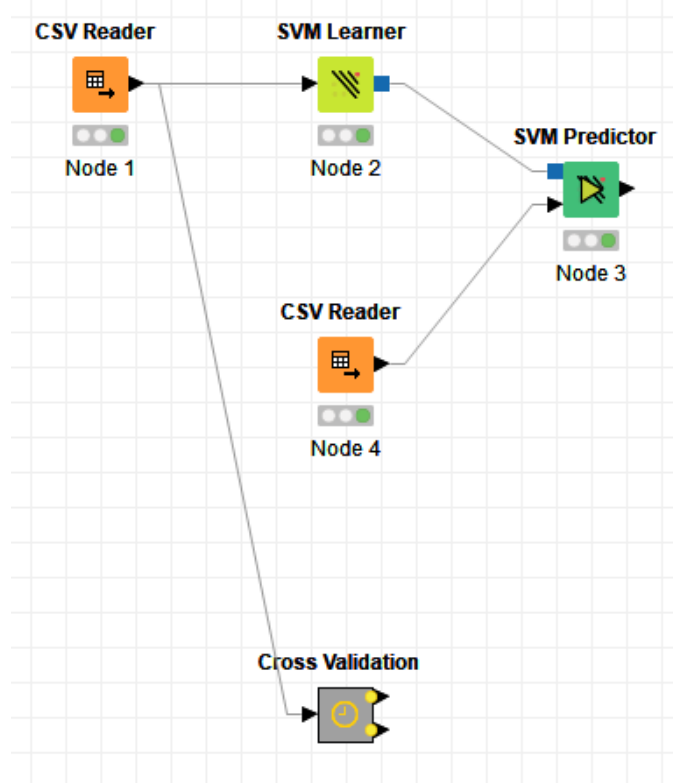 CSV Reader
Node 1
SVM Learner
Node 2
SVM Predictor
Node 3
CSV Reader
Node 4
Cross Validation